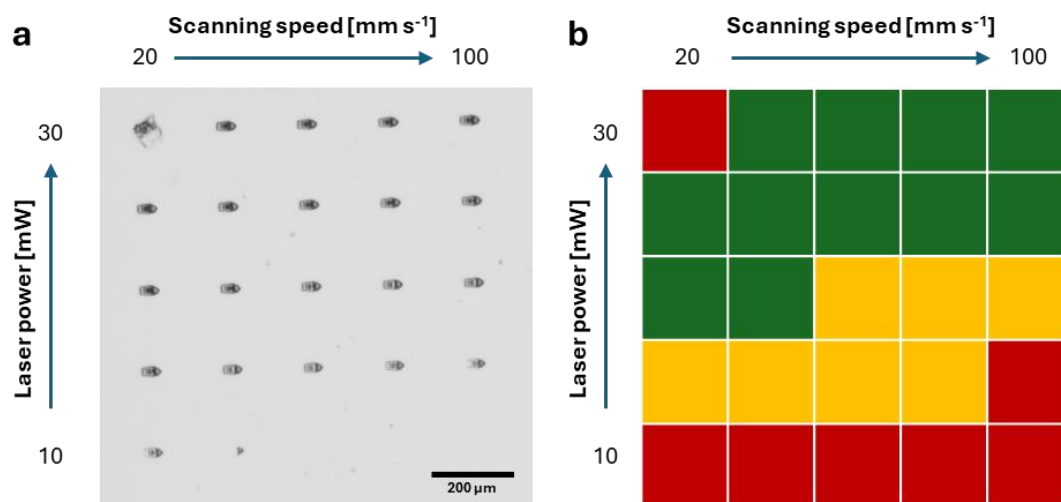 a
Scanning speed [mm s⁻¹]
20
100
Laser power [mW]
30
10
200 µm
b
Scanning speed [mm s⁻¹]
20
100
Laser power [mW]
30
10